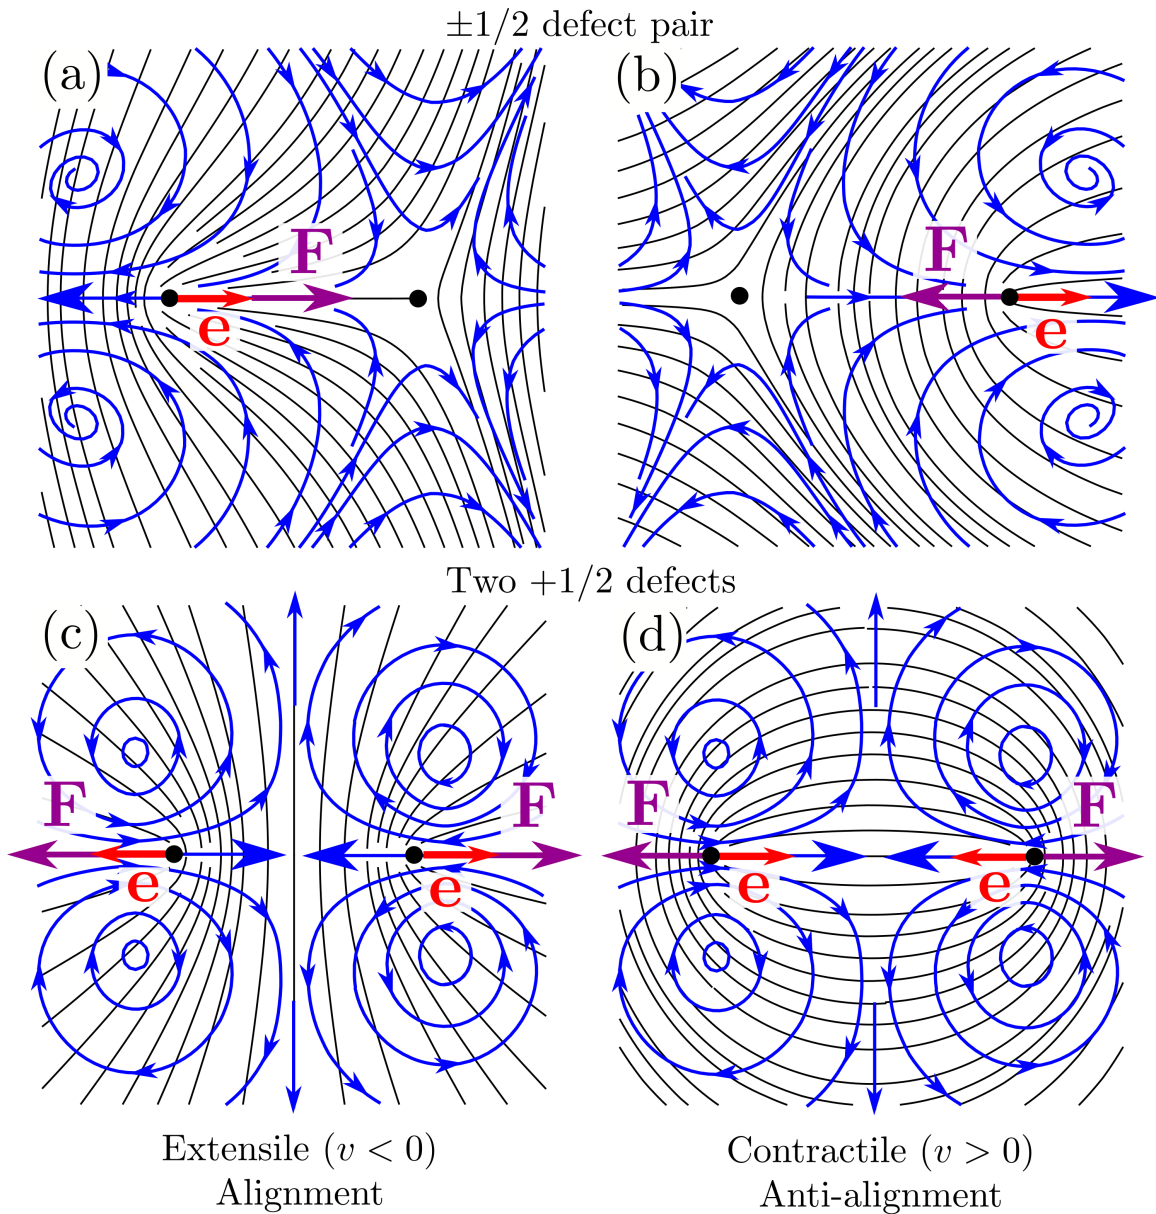 ±1/2 defect pair
(a) (b)
F F
e e
Two +1/2 defects
(c) (d)
F F F F
e e e e
Extensile (v < 0) Contractile (v > 0)
Alignment Anti-alignment